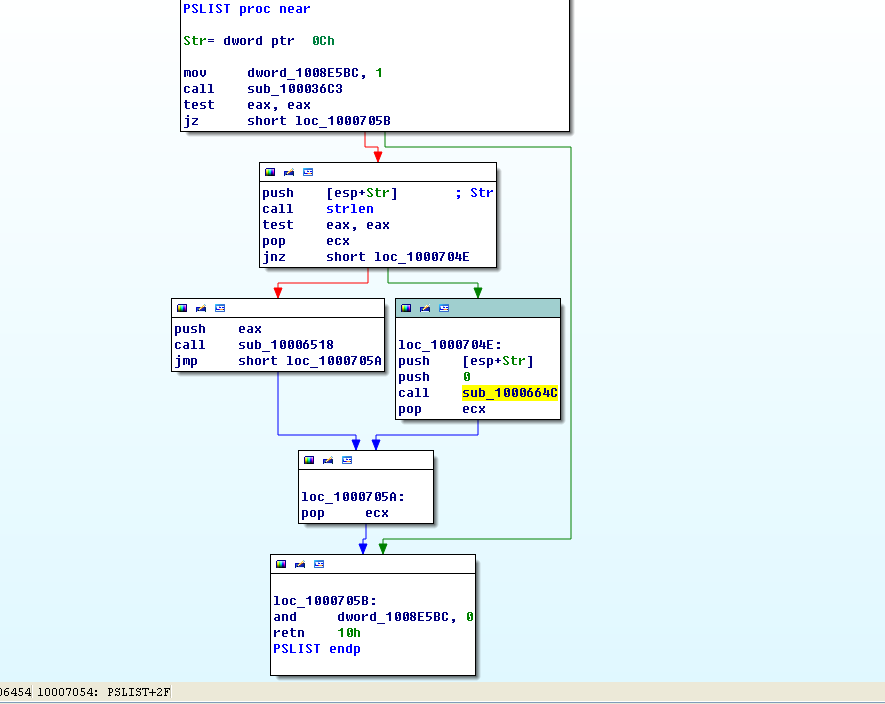 PSLIST proc near
Str= dword ptr 0Ch
mov dword_1008E5BC, 1
call sub_100036C3
test eax, eax
jz short loc_1000705B
push [esp+Str] ; Str
call strlen
test eax, eax
pop ecx
jnz short loc_1000704E
push eax
call sub_10006518
jmp short loc_1000705A
loc_1000704E:
push [esp+Str]
push 0
call sub_1000664C
pop ecx
loc_1000705A:
pop ecx
loc_1000705B:
and dword_1008E5BC, 0
retn 10h
PSLIST endp
06454 10007054: PSLIST+2F